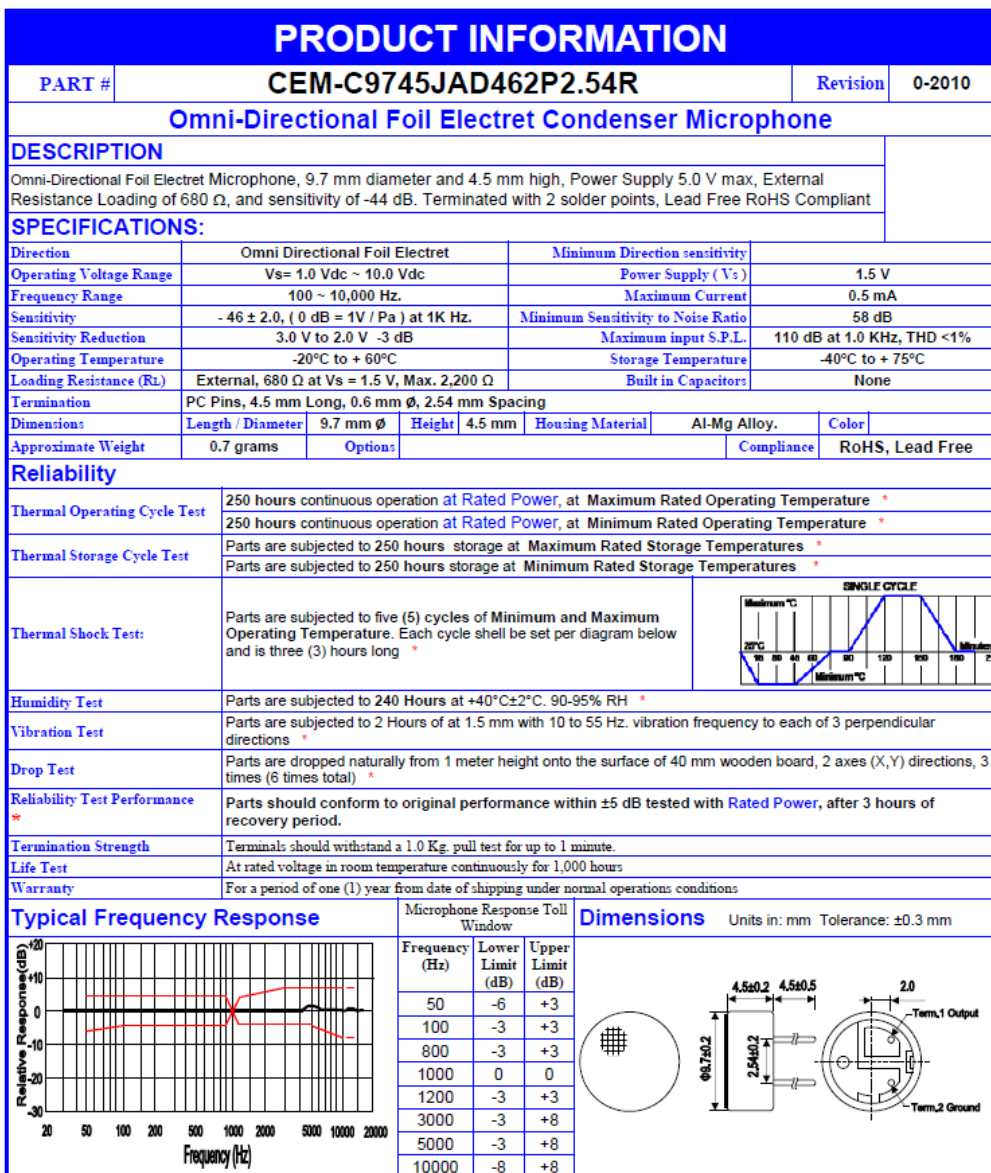 PRODUCT INFORMATION
PART # CEM-C9745JAD462P2.54R Revision 0-2010
Omni-Directional Foil Electret Condenser Microphone
DESCRIPTION
Omni-Directional Foil Electret Microphone, 9.7 mm diameter and 4.5 mm high, Power Supply 5.0 V max, External
Resistance Loading of 680 Ω, and sensitivity of -44 dB. Terminated with 2 solder points, Lead Free RoHS Compliant
SPECIFICATIONS:
Direction Omni Directional Foil Electret Minimum Direction sensitivity
Operating Voltage Range Vs= 1.0 Vdc ~ 10.0 Vdc Power Supply ( Vs ) 1.5 V
Frequency Range 100 ~ 10,000 Hz. Maximum Current 0.5 mA
Sensitivity - 46 ± 2.0, ( 0 dB = 1V / Pa ) at 1K Hz. Minimum Sensitivity to Noise Ratio 58 dB
Sensitivity Reduction 3.0 V to 2.0 V -3 dB Maximum input S.P.L. 110 dB at 1.0 KHz, THD <1%
Operating Temperature -20ºC to + 60ºC Storage Temperature -40ºC to + 75ºC
Loading Resistance (RL) External, 680 Ω at Vs = 1.5 V, Max. 2,200 Ω Built in Capacitors None
Termination PC Pins, 4.5 mm Long, 0.6 mm Ø, 2.54 mm Spacing
Dimensions Length / Diameter 9.7 mm Ø Height 4.5 mm Housing Material Al-Mg Alloy. Color
Approximate Weight 0.7 grams Options Compliance RoHS, Lead Free
Reliability
Thermal Operating Cycle Test 250 hours continuous operation at Rated Power, at Maximum Rated Operating Temperature *
250 hours continuous operation at Rated Power, at Minimum Rated Operating Temperature *
Thermal Storage Cycle Test Parts are subjected to 250 hours storage at Maximum Rated Storage Temperatures *
Parts are subjected to 250 hours storage at Minimum Rated Storage Temperatures *
Thermal Shock Test: Parts are subjected to five (5) cycles of Minimum and Maximum
Operating Temperature. Each cycle shell be set per diagram below
and is three (3) hours long *
SINGLE CYCLE
Maximum °C
20°C
60 90 120 150 180
Minimum °C
Humidity Test Parts are subjected to 240 Hours at +40°C±2°C. 90-95% RH *
Vibration Test Parts are subjected to 2 Hours of at 1.5 mm with 10 to 55 Hz. vibration frequency to each of 3 perpendicular
directions *
Drop Test Parts are dropped naturally from 1 meter height onto the surface of 40 mm wooden board, 2 axes (X,Y) directions, 3
times (6 times total) *
Reliability Test Performance * Parts should conform to original performance within ±5 dB tested with Rated Power, after 3 hours of
recovery period.
Termination Strength Terminals should withstand a 1.0 Kg. pull test for up to 1 minute.
Life Test At rated voltage in room temperature continuously for 1,000 hours
Warranty For a period of one (1) year from date of shipping under normal operations conditions
Typical Frequency Response
Relative Response(dB)
+20
+10
0
-10
-20
-30
20 50 100 200 500 1000 2000 5000 10000 20000
Frequency (Hz)
Microphone Response Toll
Window
Frequency (Hz) Lower Limit (dB) Upper Limit (dB)
50 -6 +3
100 -3 +3
800 -3 +3
1000 0 0
1200 -3 +3
3000 -3 +8
5000 -3 +8
10000 -8 +8
Dimensions Units in: mm Tolerance: ±0.3 mm
4.5±0.2 4.5±0.5 2.0
Term.1 Output
Φ9.7±0.2
2.54±0.2
Term.2 Ground